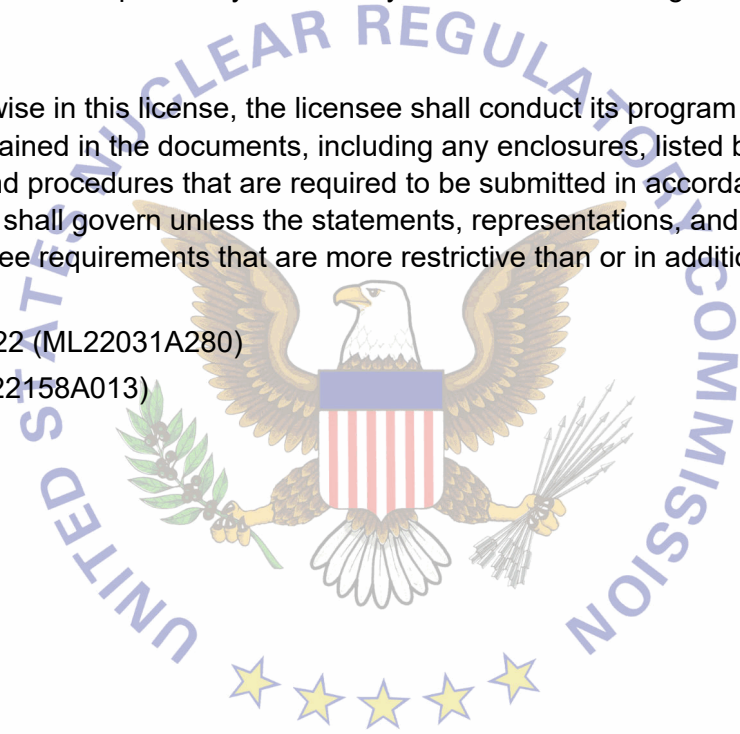 UNITED STATES NUCLEAR REGULATORY COMMISSION
wise in this license, the licensee shall conduct its program
ained in the documents, including any enclosures, listed b
nd procedures that are required to be submitted in accorda
shall govern unless the statements, representations, and
ee requirements that are more restrictive than or in additio
22 (ML22031A280)
22158A013)